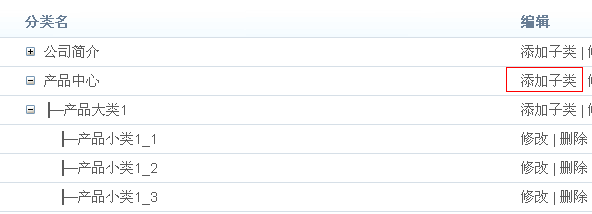 分类名 编辑
公司简介 添加子类 |
产品中心 添加子类
├─产品大类1 添加子类 |
├─产品小类1_1 修改 | 删除
├─产品小类1_2 修改 | 删除
├─产品小类1_3 修改 | 删除